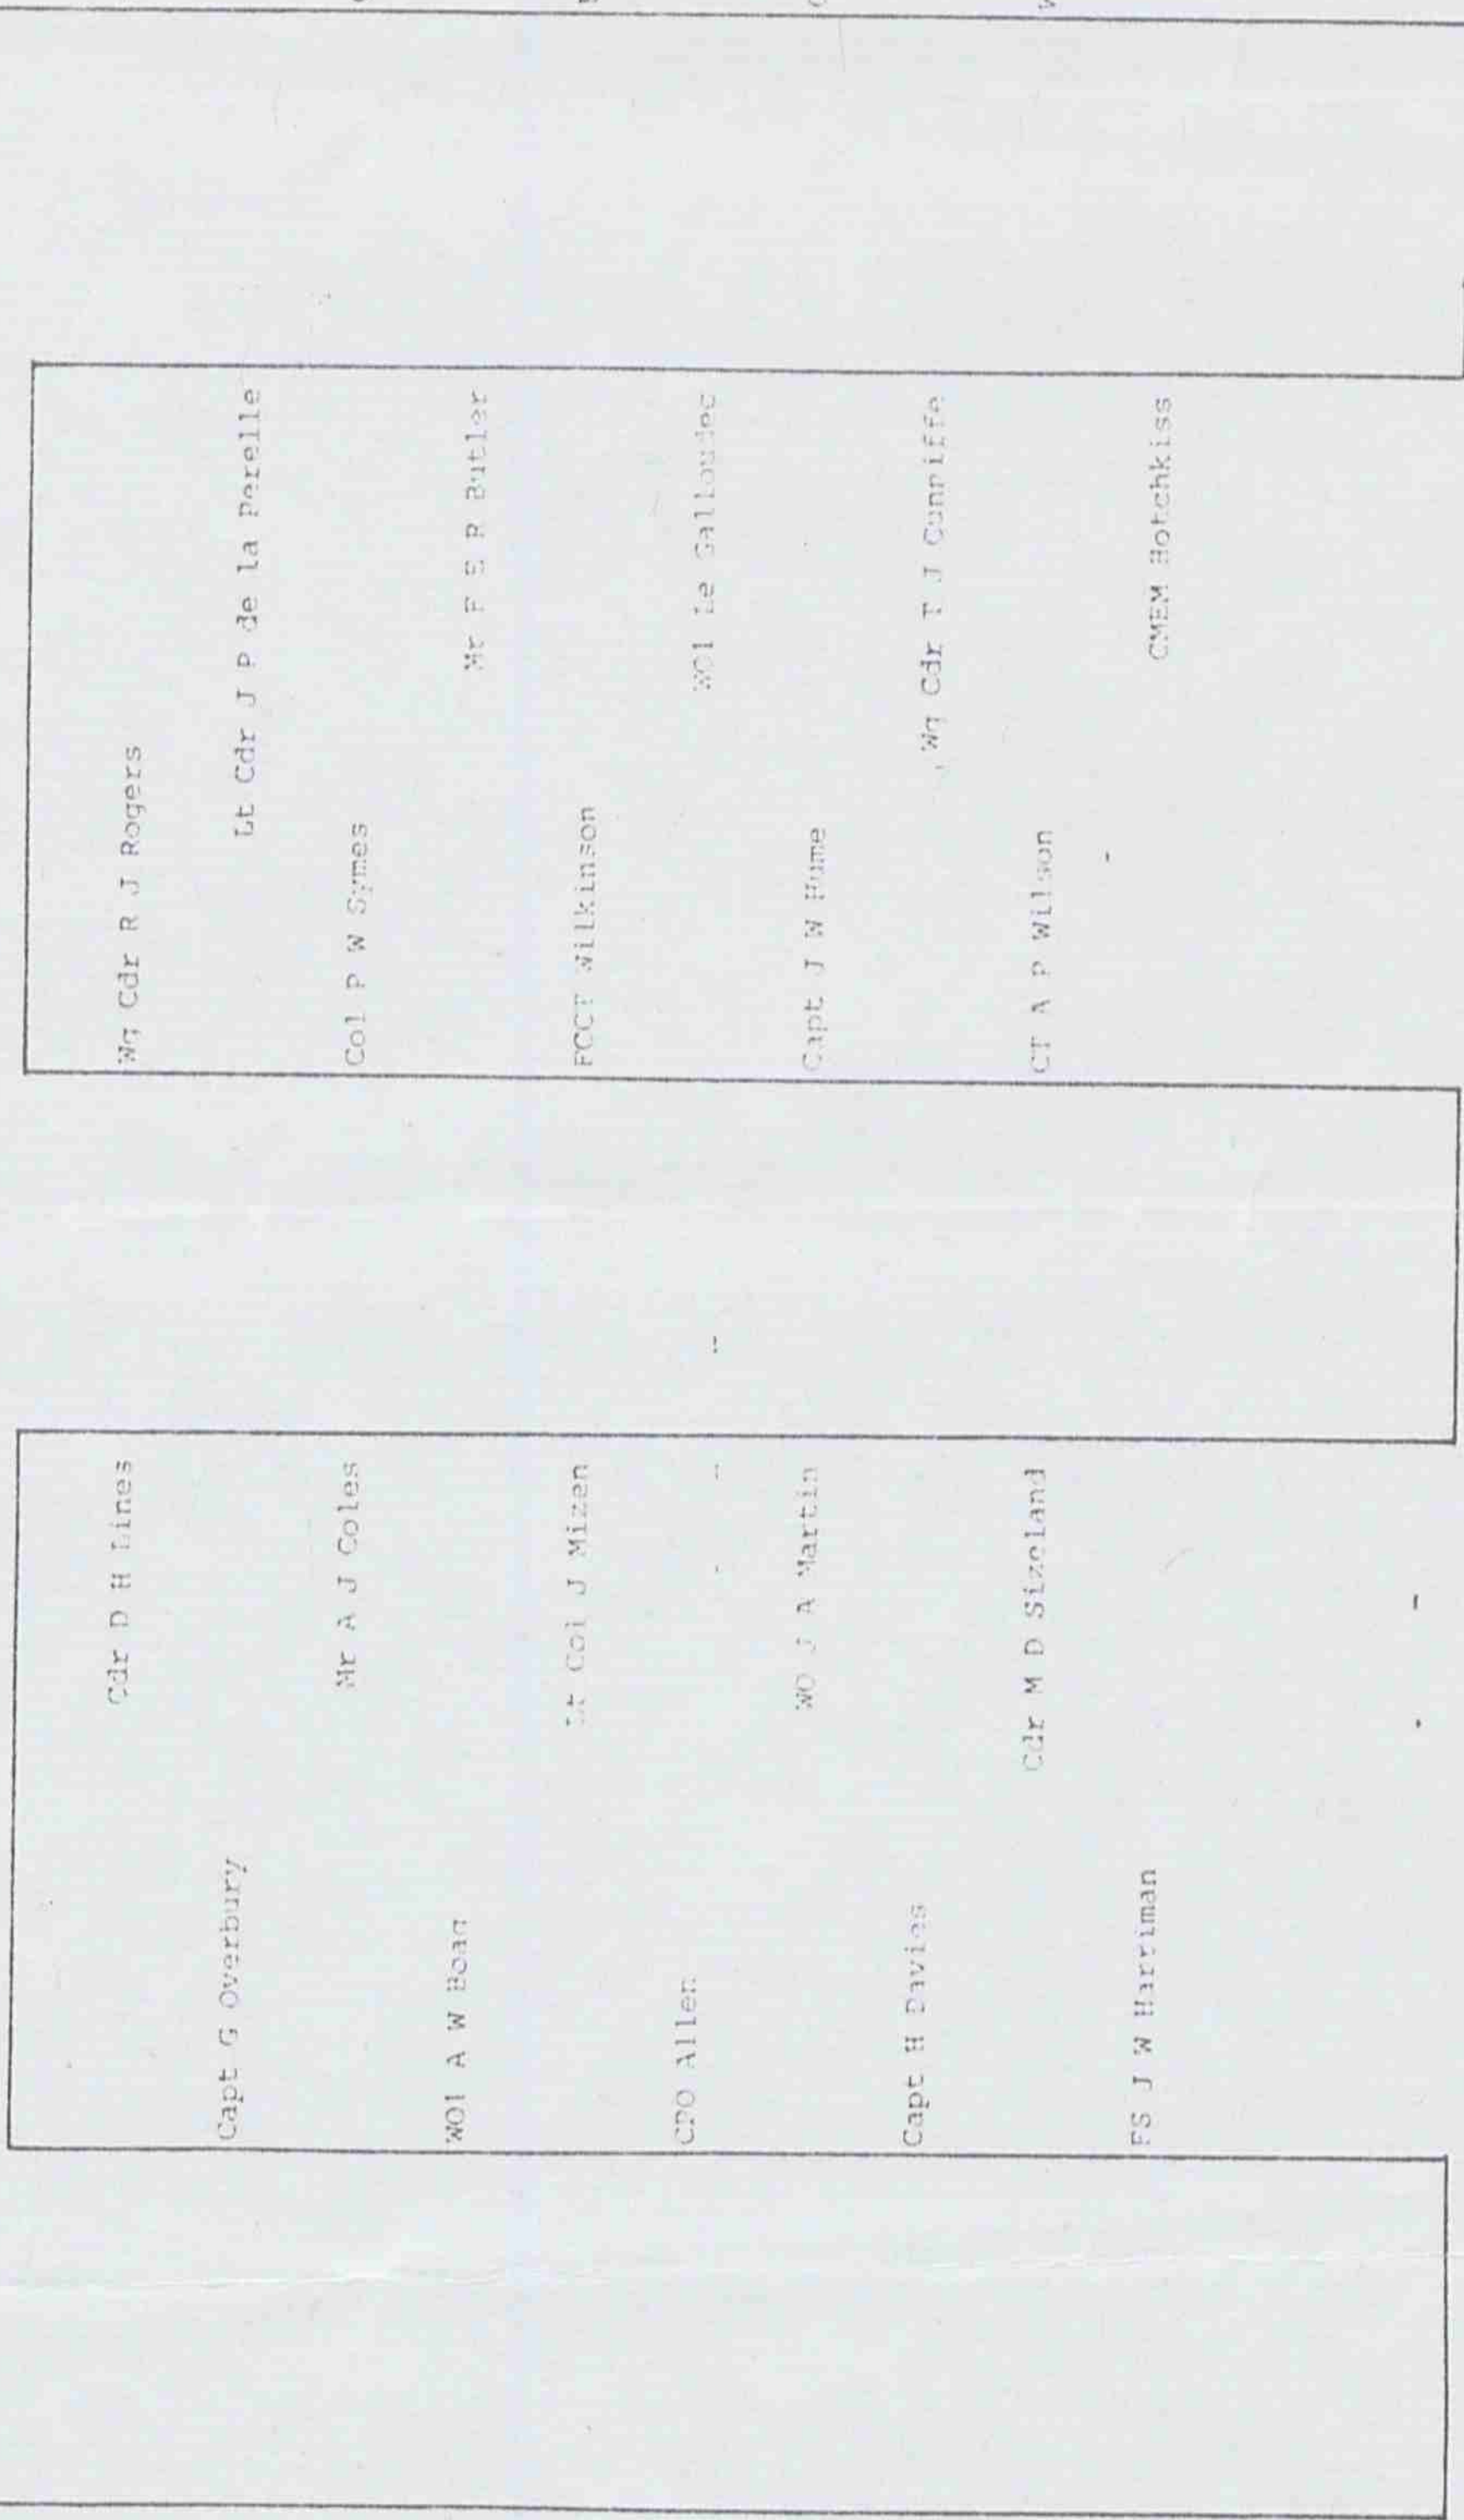 Cdr D H Lines
Capt G Overbury
Mr A J Coles
WO1 A W Boag
Lt Col J Mizen
CPO Allen
WO J A Martin
Capt H Davies
Cdr M D Sizeland
FS J W Harriman
Wg Cdr R J Rogers
Lt Cdr J P de la Perelle
Col P W Symes
Mr F E R Butler
FCCT Wilkinson
WO1 Le Galloudec
Capt J W Hume
Wg Cdr T J Cunniffe
CT A P Willson
CMEM Hotchkiss